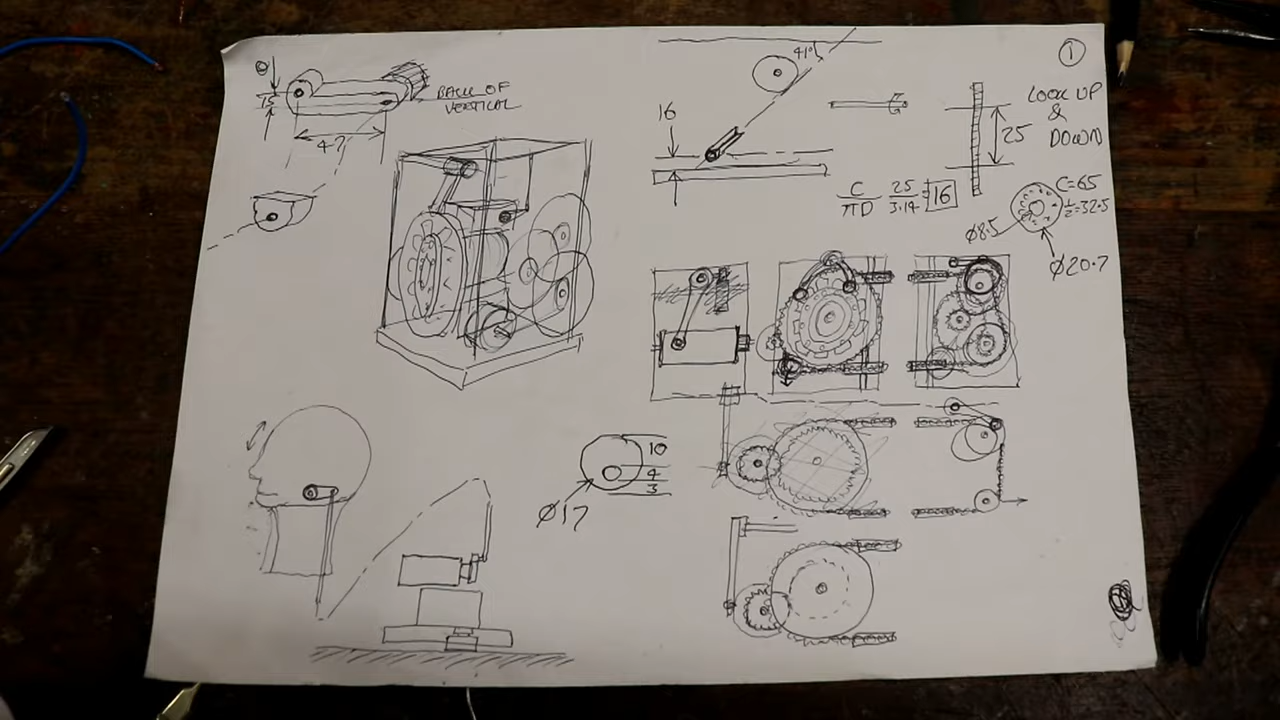 ①
41°
BACK OF
VERTICAL
47
16
LOOK UP
&
DOWN
25
C/πD 25/3.14 = 16
C=65
½=32.5
Ø8.5
Ø20.7
10
4
3
Ø17